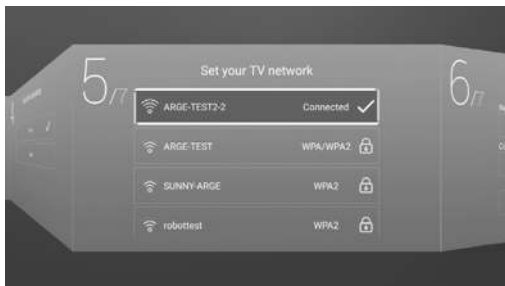 5/7
Set your TV network
ARGE-TEST2-2 Connected
ARGE-TEST WPA/WPA2
SUNNY-ARGE WPA2
robottest WPA2
6/7